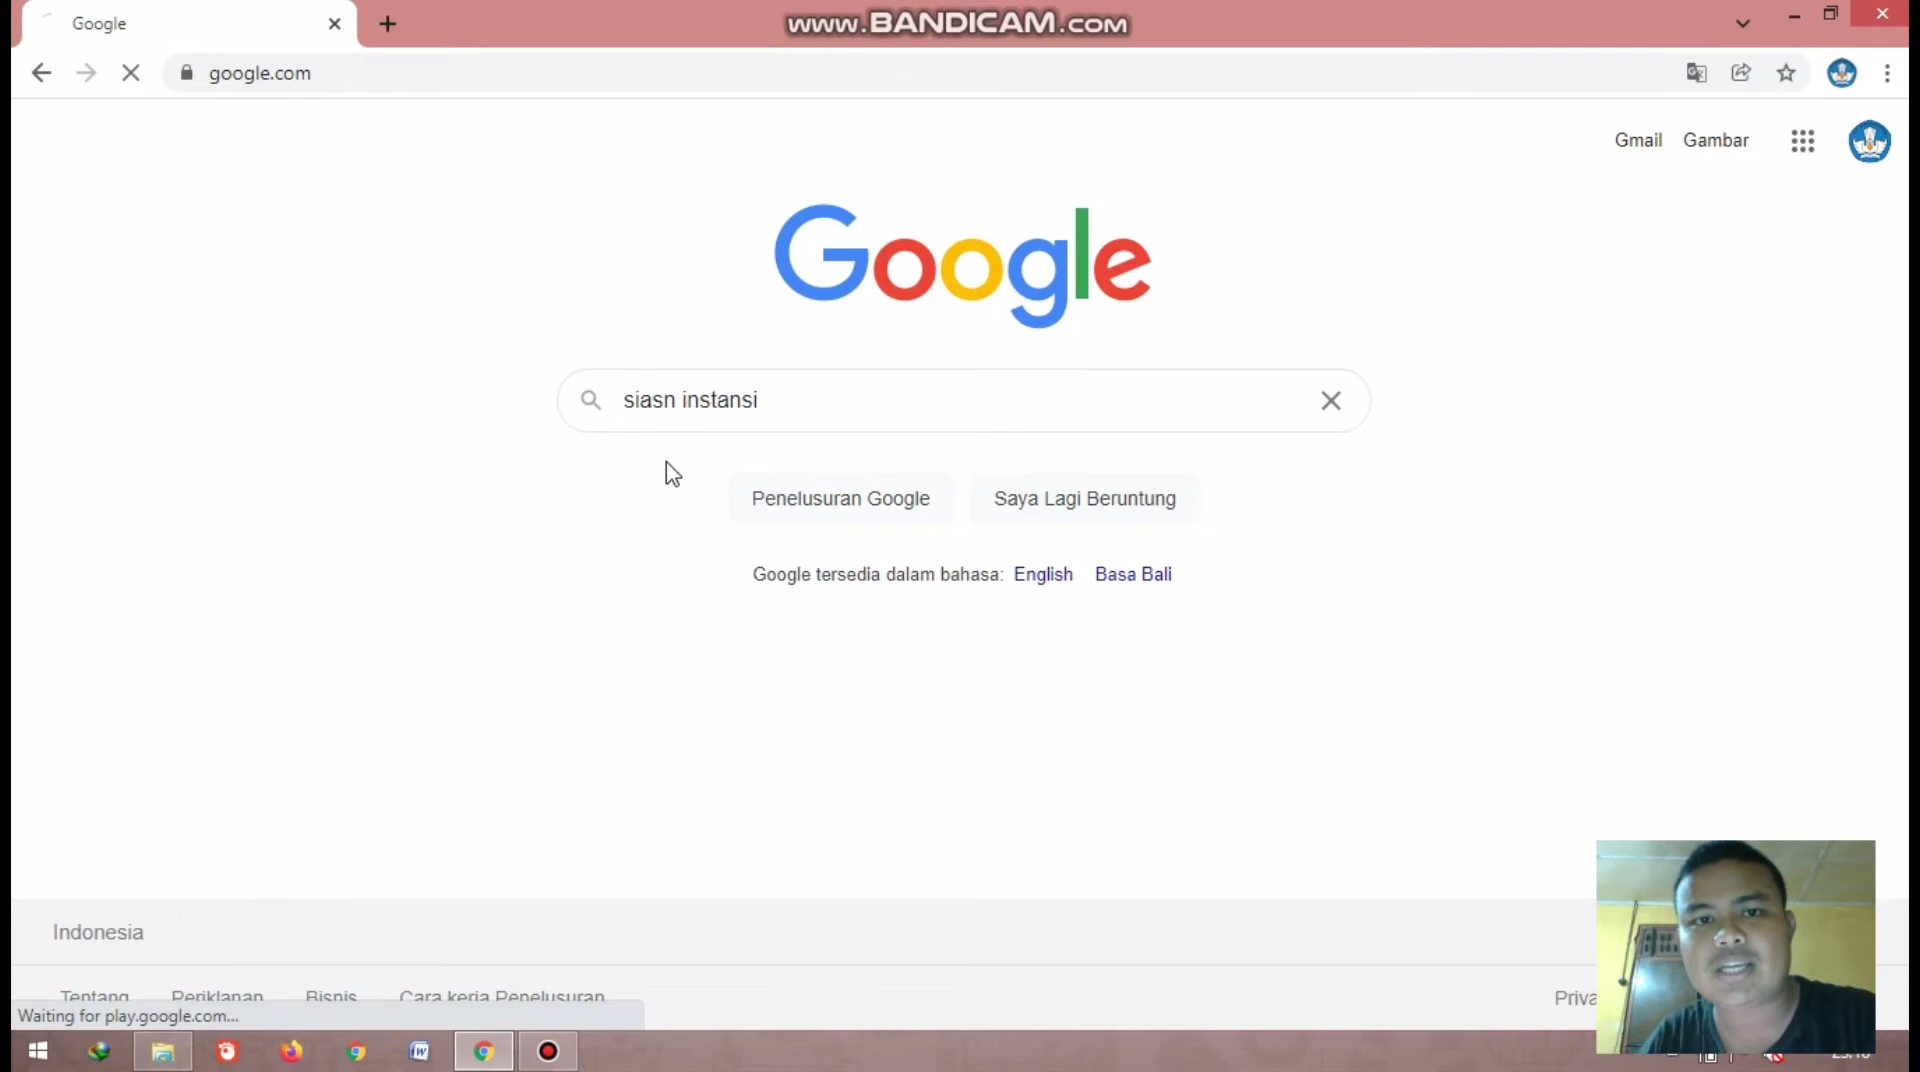 Google
www.BANDICAM.com
google.com
Gmail Gambar
Google
siasn instansi
Penelusuran Google Saya Lagi Beruntung
Google tersedia dalam bahasa: English Basa Bali
Indonesia
Tentang Periklanan Bisnis Cara kerja Penelusuran
Waiting for play.google.com...